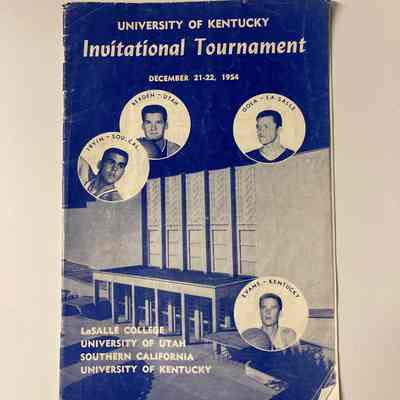 UNIVERSITY OF KENTUCKY
Invitational Tournament
DECEMBER 21-22, 1954
BERGEN - UTAH
GOLA - LA SALLE
IRVIN - SOU. CAL.
EVANS - KENTUCKY
LaSALLE COLLEGE
UNIVERSITY OF UTAH
SOUTHERN CALIFORNIA
UNIVERSITY OF KENTUCKY